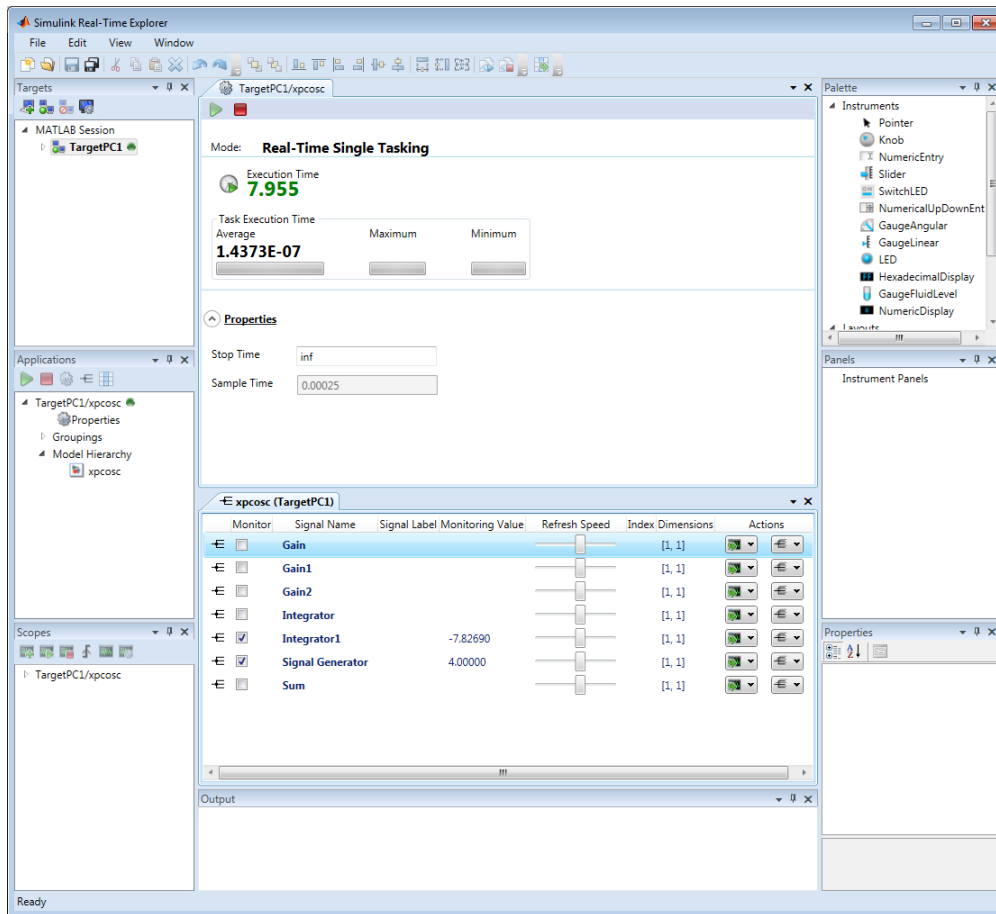 Simulink Real-Time Explorer
File Edit View Window
Targets
MATLAB Session
TargetPC1
TargetPC1/xpcosc
Mode: Real-Time Single Tasking
Execution Time
7.955
Task Execution Time
Average Maximum Minimum
1.4373E-07
Properties
Stop Time inf
Sample Time 0.00025
Palette
Instruments
Pointer
Knob
NumericEntry
Slider
SwitchLED
NumericalUpDownEnt
GaugeAngular
GaugeLinear
LED
HexadecimalDisplay
GaugeFluidLevel
NumericDisplay
Layouts
Applications
TargetPC1/xpcosc
Properties
Groupings
Model Hierarchy
xpcosc
Panels
Instrument Panels
xpcosc (TargetPC1)
Monitor Signal Name Signal Label Monitoring Value Refresh Speed Index Dimensions Actions
Gain [1, 1]
Gain1 [1, 1]
Gain2 [1, 1]
Integrator [1, 1]
Integrator1 -7.82690 [1, 1]
Signal Generator 4.00000 [1, 1]
Sum [1, 1]
Scopes
TargetPC1/xpcosc
Properties
Output
Ready